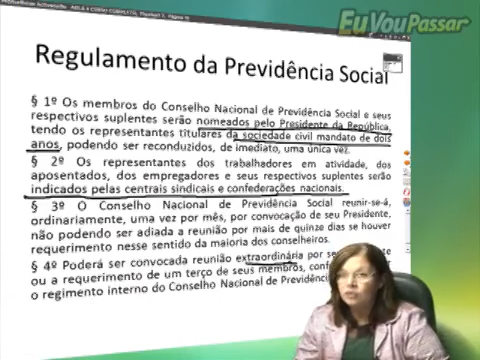 EuVouPassar
Regulamento da Previdência Social
§ 1º Os membros do Conselho Nacional de Previdência Social e seus
respectivos suplentes serão nomeados pelo Presidente da República,
tendo os representantes titulares da sociedade civil mandato de dois
anos, podendo ser reconduzidos, de imediato, uma única vez.
§ 2º Os representantes dos trabalhadores em atividade, dos
aposentados, dos empregadores e seus respectivos suplentes serão
indicados pelas centrais sindicais e confederações nacionais.
§ 3º O Conselho Nacional de Previdência Social reunir-se-á,
ordinariamente, uma vez por mês, por convocação de seu Presidente,
não podendo ser adiada a reunião por mais de quinze dias se houver
requerimento nesse sentido da maioria dos conselheiros.
§ 4º Poderá ser convocada reunião extraordinária por
ou a requerimento de um terço de seus membros,
o regimento interno do Conselho Nacional de